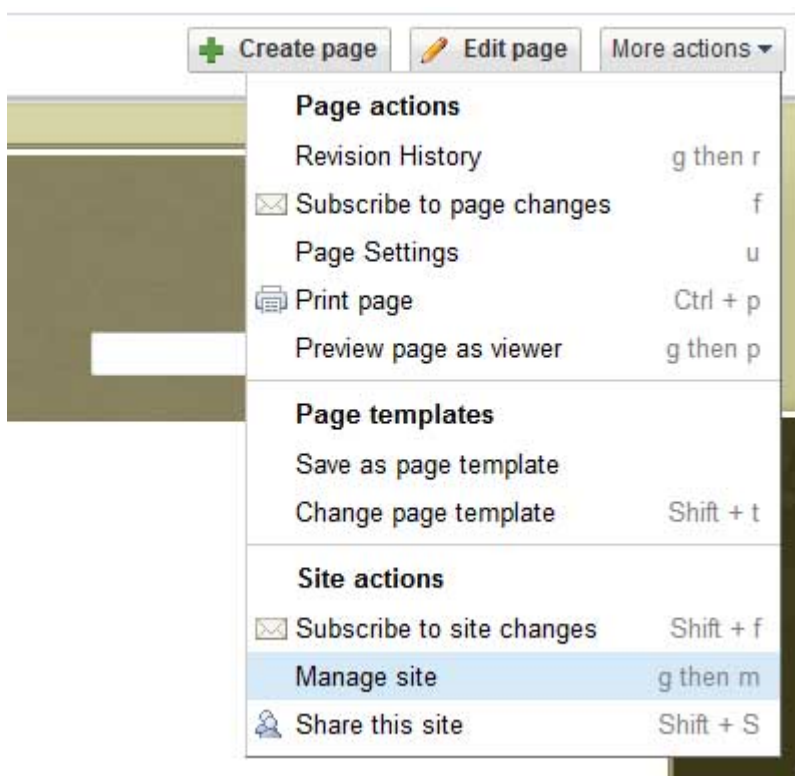 Create page Edit page More actions
Page actions
Revision History g then r
Subscribe to page changes f
Page Settings u
Print page Ctrl + p
Preview page as viewer g then p
Page templates
Save as page template
Change page template Shift + t
Site actions
Subscribe to site changes Shift + f
Manage site g then m
Share this site Shift + S